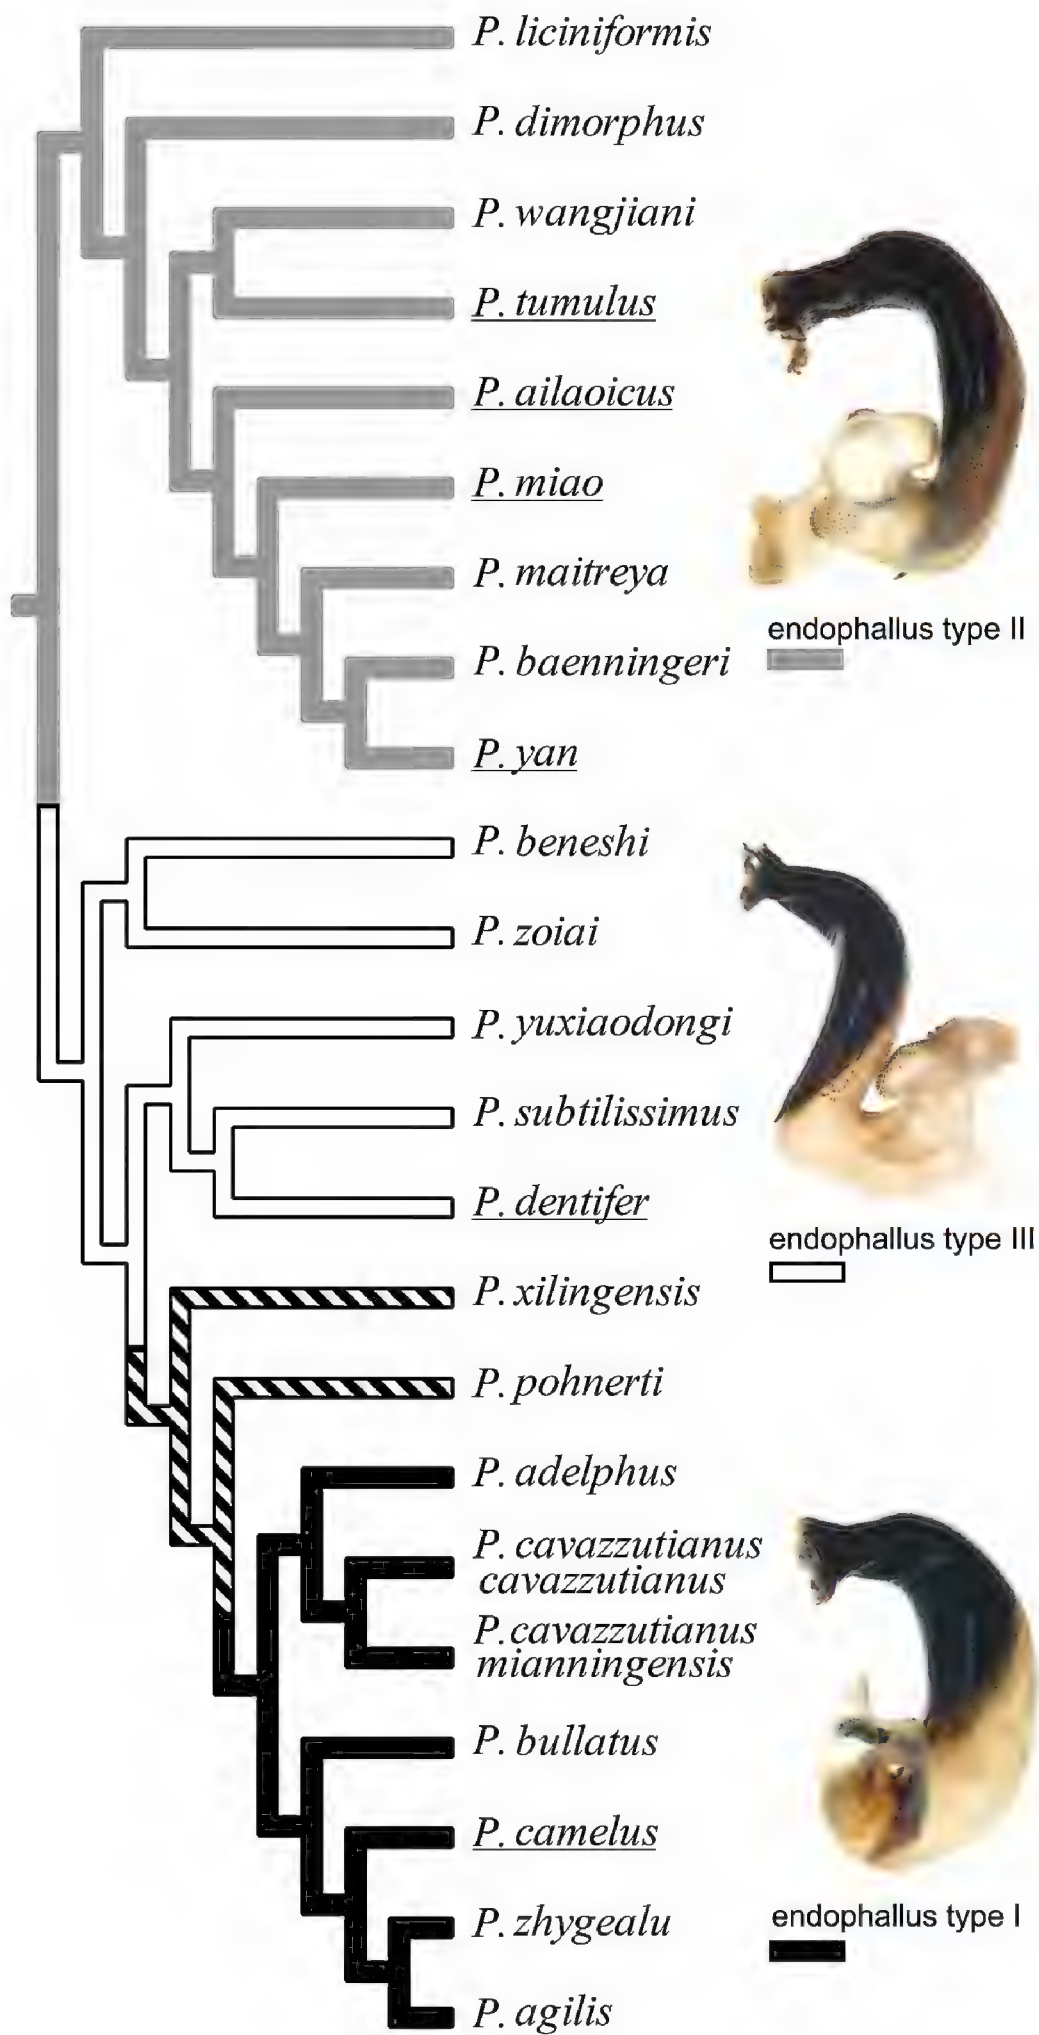 P. liciniformis
P. dimorphus
P. wangjiani
P. tumulus
P. ailaoicus
P. miao
P. maitreya
endophallus type II
P. baenningeri
P. yan
P. beneshi
P. zoiai
P. yuxiaodongi
P. subtilissimus
P. dentifer
endophallus type III
P. xilingensis
P. pohnerti
P. adelphus
P. cavazzutianus
cavazzutianus
P.cavazzutianus
mianningensis
P. bullatus
P. camelus
P. zhygealu
endophallus type I
P. agilis